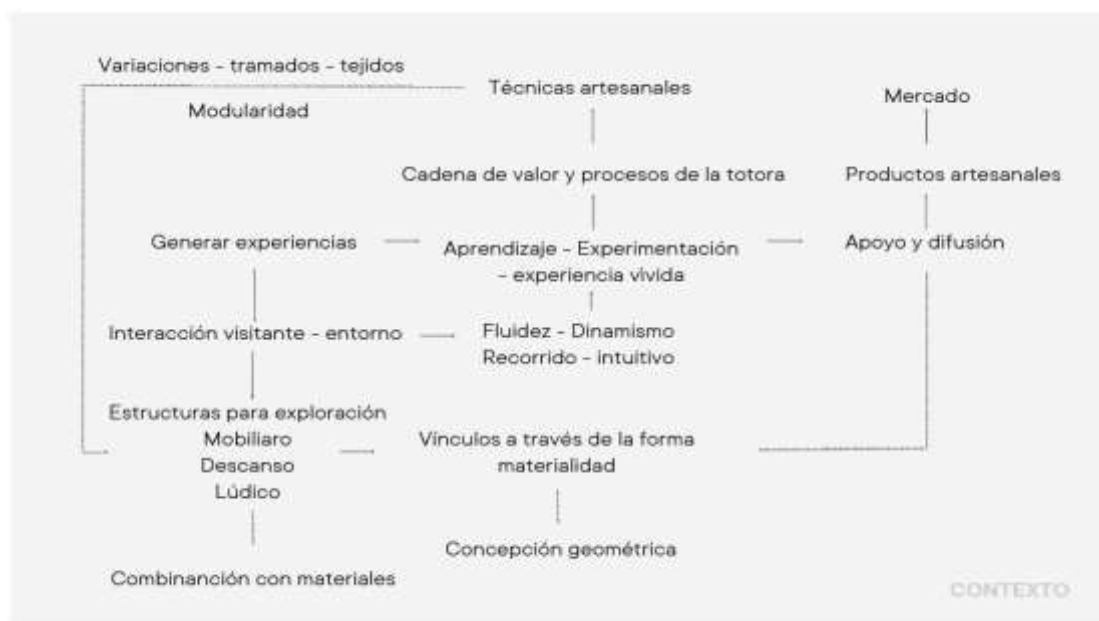 Variaciones - tramados - tejidos
Técnicas artesanales
Mercado
Modularidad
Cadena de valor y procesos de la totora
Productos artesanales
Generar experiencias
Aprendizaje - Experimentación
- experiencia vivida
Apoyo y difusión
Interacción visitante - entorno
Fluidez - Dinamismo
Recorrido - intuitivo
Estructuras para exploración
Mobiliaro
Descanso
Lúdico
Vínculos a través de la forma
materialidad
Concepción geométrica
Combinanción con materiales
CONTEXTO